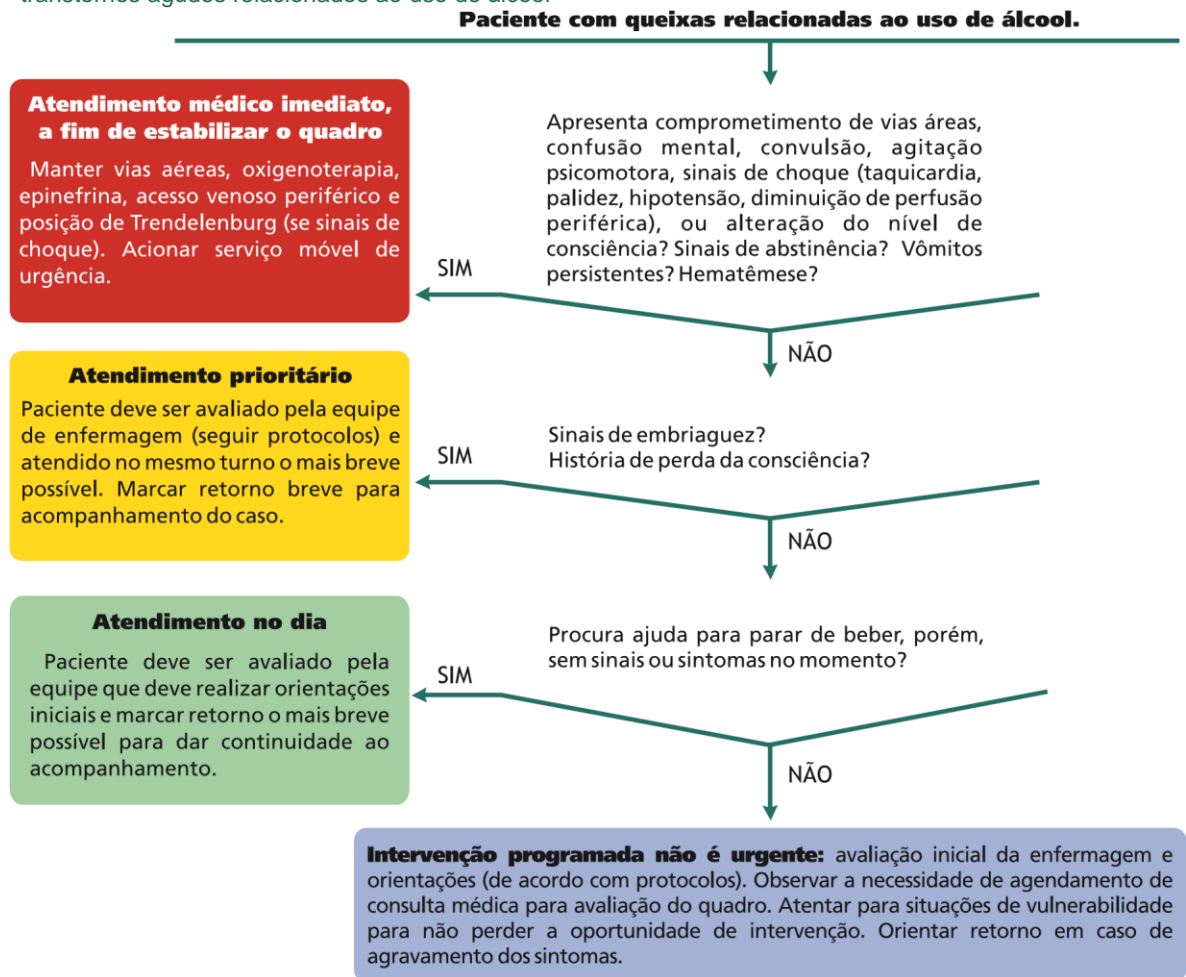 transtornos agudos relacionados ao uso de álcool
Paciente com queixas relacionadas ao uso de álcool.
Atendimento médico imediato,
a fim de estabilizar o quadro
Manter vias aéreas, oxigenoterapia,
epinefrina, acesso venoso periférico e
posição de Trendelenburg (se sinais de
choque). Acionar serviço móvel de
urgência.
Apresenta comprometimento de vias áreas,
confusão mental, convulsão, agitação
psicomotora, sinais de choque (taquicardia,
palidez, hipotensão, diminuição de perfusão
periférica), ou alteração do nível de
consciência? Sinais de abstinência? Vômitos
persistentes? Hematêmese?
SIM
NÃO
Atendimento prioritário
Paciente deve ser avaliado pela equipe
de enfermagem (seguir protocolos) e
atendido no mesmo turno o mais breve
possível. Marcar retorno breve para
acompanhamento do caso.
Sinais de embriaguez?
História de perda da consciência?
SIM
NÃO
Atendimento no dia
Paciente deve ser avaliado pela
equipe que deve realizar orientações
iniciais e marcar retorno o mais breve
possível para dar continuidade ao
acompanhamento.
Procura ajuda para parar de beber, porém,
sem sinais ou sintomas no momento?
SIM
NÃO
Intervenção programada não é urgente: avaliação inicial da enfermagem e
orientações (de acordo com protocolos). Observar a necessidade de agendamento de
consulta médica para avaliação do quadro. Atentar para situações de vulnerabilidade
para não perder a oportunidade de intervenção. Orientar retorno em caso de
agravamento dos sintomas.